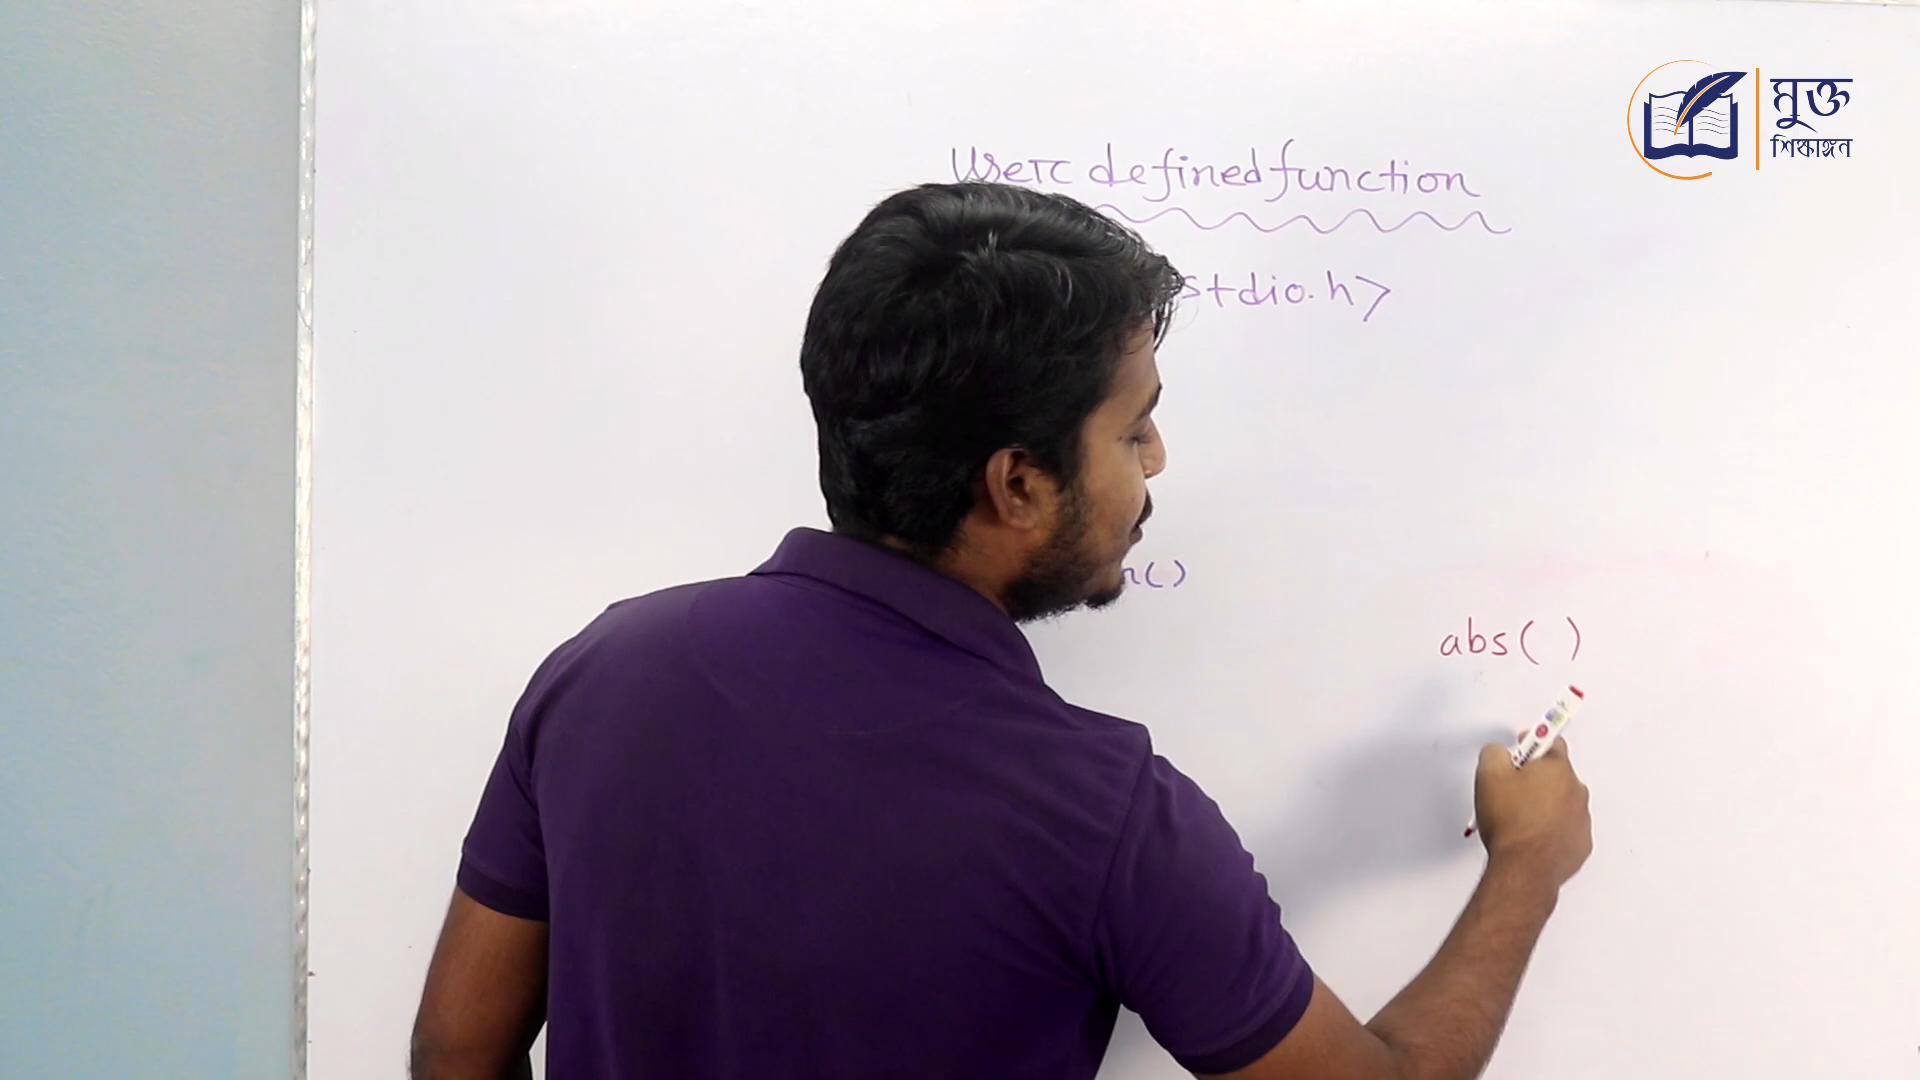 মুক্ত
শিক্ষাঙ্গন
User defined function
stdio.h>
n()
abs( )